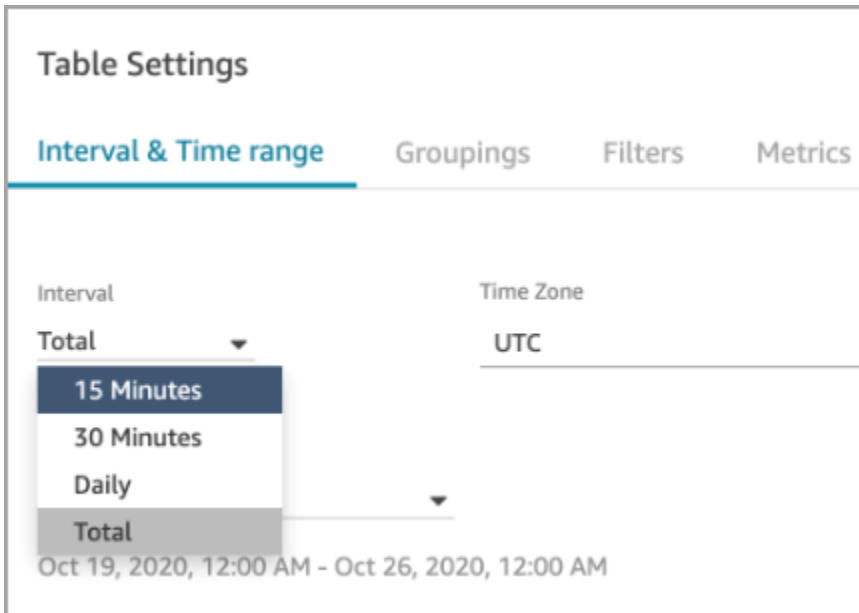 Table Settings
Interval & Time range Groupings Filters Metrics
Interval Time Zone
Total UTC
15 Minutes
30 Minutes
Daily
Total
Oct 19, 2020, 12:00 AM - Oct 26, 2020, 12:00 AM